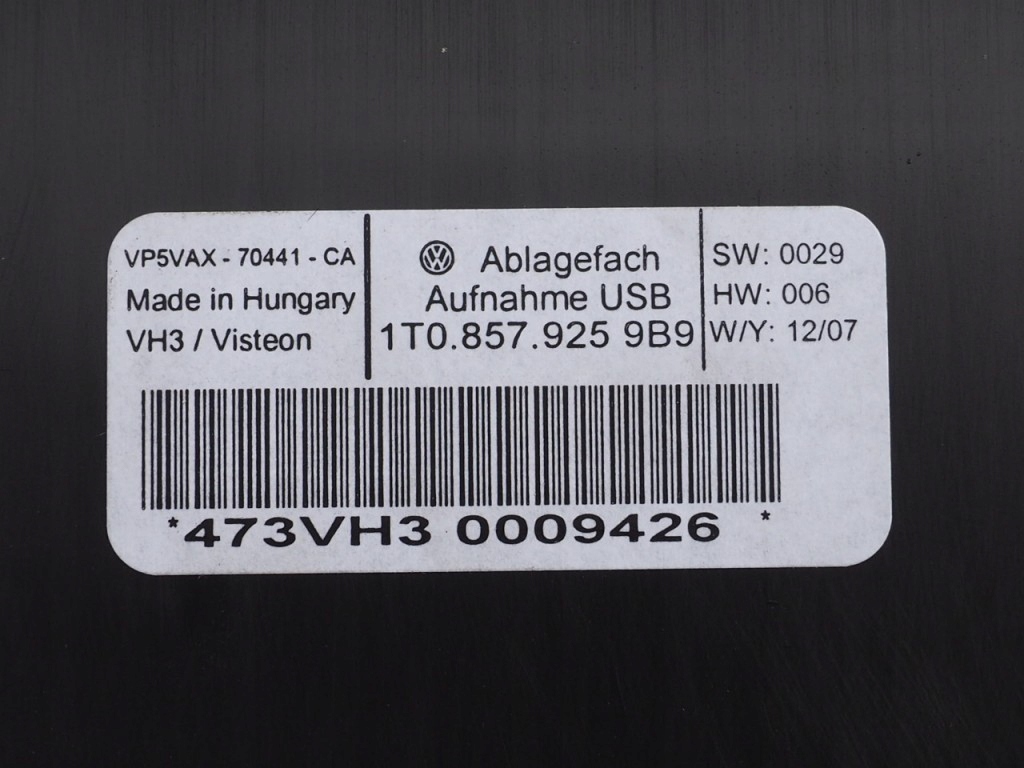 VP5VAX - 70441 - CA
Made in Hungary
VH3 / Visteon
Ablagefach
Aufnahme USB
1T0.857.925 9B9
SW: 0029
HW: 006
W/Y: 12/07
*473VH3 0009426 *